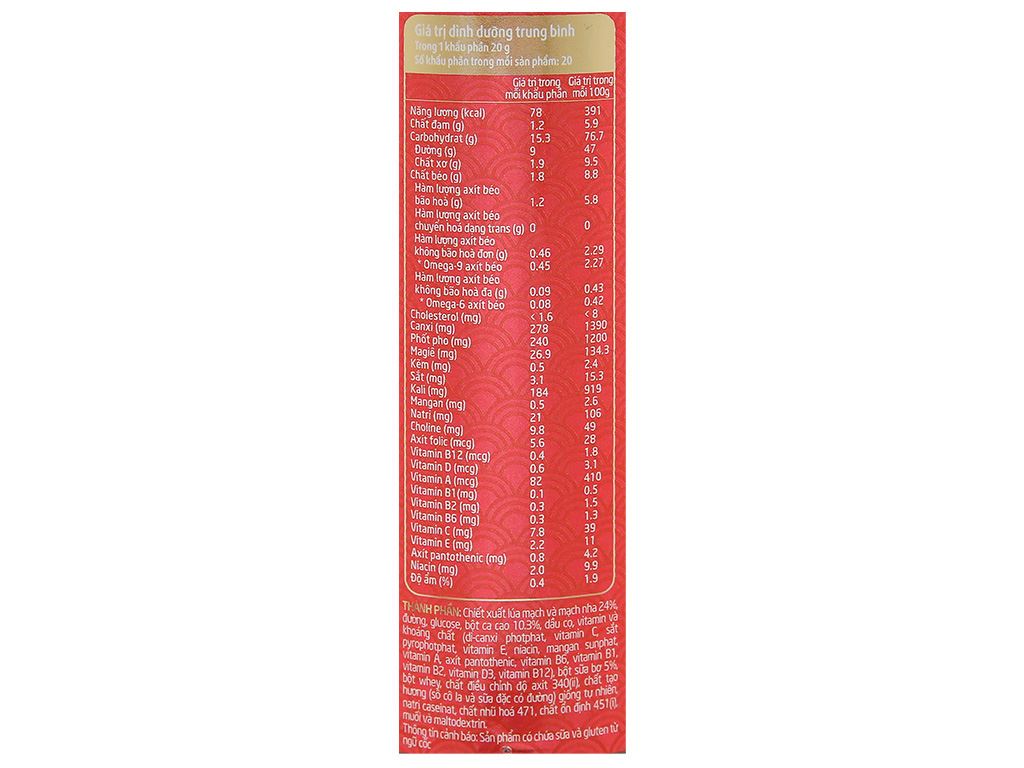 Giá trị dinh dưỡng trung bình
Trong 1 khẩu phần 20 g
Số khẩu phần trong mỗi sản phẩm: 20
Giá trị trong mỗi khẩu phần Giá trị trong mỗi 100g
Năng lượng (kcal) 78 391
Chất đạm (g) 1.2 5.9
Carbohydrat (g) 15.3 76.7
Đường (g) 9 47
Chất xơ (g) 1.9 9.5
Chất béo (g) 1.8 8.8
Hàm lượng axít béo
bão hoà (g) 1.2 5.8
Hàm lượng axít béo
chuyển hoá dạng trans (g) 0 0
Hàm lượng axít béo
không bão hoà đơn (g) 0.46 2.29
* Omega-9 axít béo 0.45 2.27
Hàm lượng axít béo
không bão hoà đa (g) 0.09 0.43
* Omega-6 axít béo 0.08 0.42
Cholesterol (mg) < 1.6 < 8
Canxi (mg) 278 1390
Phốt pho (mg) 240 1200
Magiê (mg) 26.9 134.3
Kẽm (mg) 0.5 2.4
Sắt (mg) 3.1 15.3
Kali (mg) 184 919
Mangan (mg) 0.5 2.6
Natri (mg) 21 106
Choline (mg) 9.8 49
Axít folic (mcg) 5.6 28
Vitamin B12 (mcg) 0.4 1.8
Vitamin D (mcg) 0.6 3.1
Vitamin A (mcg) 82 410
Vitamin B1(mg) 0.1 0.5
Vitamin B2 (mg) 0.3 1.5
Vitamin B6 (mg) 0.3 1.3
Vitamin C (mg) 7.8 39
Vitamin E (mg) 2.2 11
Axít pantothenic (mg) 0.8 4.2
Niacin (mg) 2.0 9.9
Độ ẩm (%) 0.4 1.9
THÀNH PHẦN: Chiết xuất lúa mạch và mạch nha 24%,
đường, glucose, bột ca cao 10.3%, dầu cọ, vitamin và
khoáng chất (di-canxi photphat, vitamin C, sắt
pyrophotphat, vitamin E, niacin, mangan sunphat,
vitamin A, axít pantothenic, vitamin B6, vitamin B1,
vitamin B2, vitamin D3, vitamin B12), bột sữa bơ 5%,
bột whey, chất điều chỉnh độ axít 340(ii), chất tạo
hương (sô cô la và sữa đặc có đường) giống tự nhiên,
natri caseinat, chất nhũ hoá 471, chất ổn định 451(i),
muối và maltodextrin.
Thông tin cảnh báo: Sản phẩm có chứa sữa và gluten từ
ngũ cốc